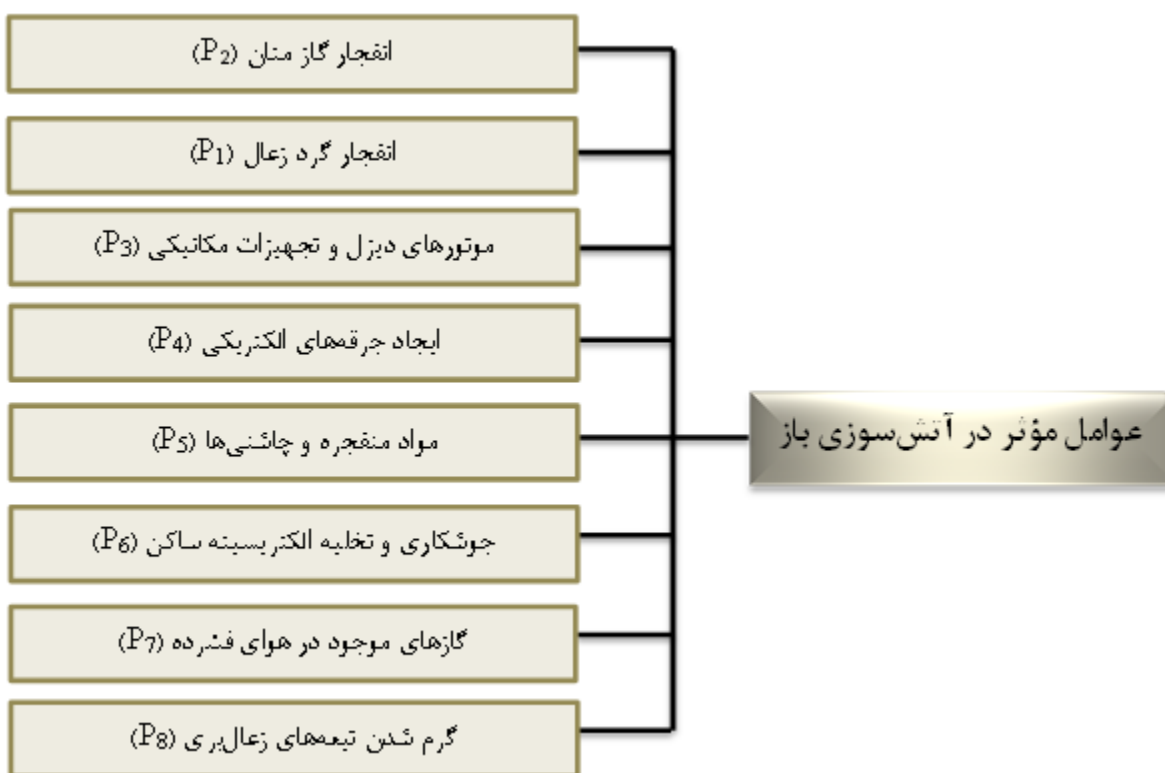 انفجار گاز متان (P2)
انفجار گرد زغال (P1)
موتورهای دیزل و تجهیزات مکانیکی (P3)
ایجاد جرقه‌های الکتریکی (P4)
عوامل مؤثر در آتش‌سوزی باز
مواد منفجره و چاشنی‌ها (P5)
جوشکاری و تخلیه الکتریسیته ساکن (P6)
گازهای موجود در هوای فشرده (P7)
گرم شدن تیغه‌های زغال‌بری (P8)